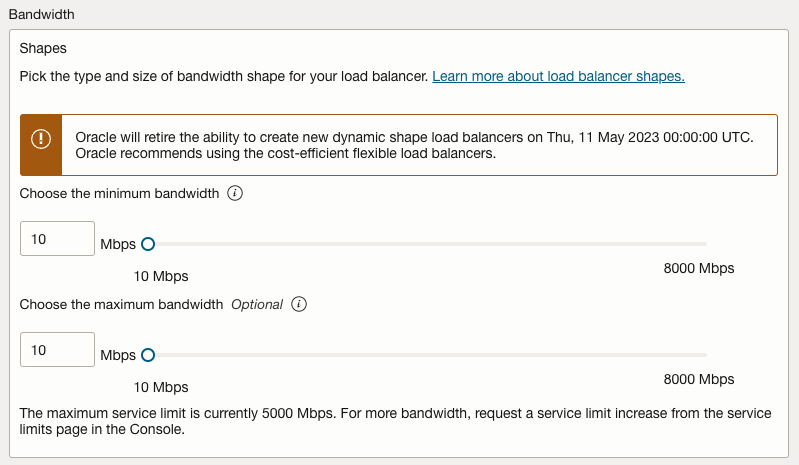 Bandwidth
Shapes
Pick the type and size of bandwidth shape for your load balancer. Learn more about load balancer shapes.
Oracle will retire the ability to create new dynamic shape load balancers on Thu, 11 May 2023 00:00:00 UTC.
Oracle recommends using the cost-efficient flexible load balancers.
Choose the minimum bandwidth
10 Mbps
10 Mbps 8000 Mbps
Choose the maximum bandwidth Optional
10 Mbps
10 Mbps 8000 Mbps
The maximum service limit is currently 5000 Mbps. For more bandwidth, request a service limit increase from the service
limits page in the Console.